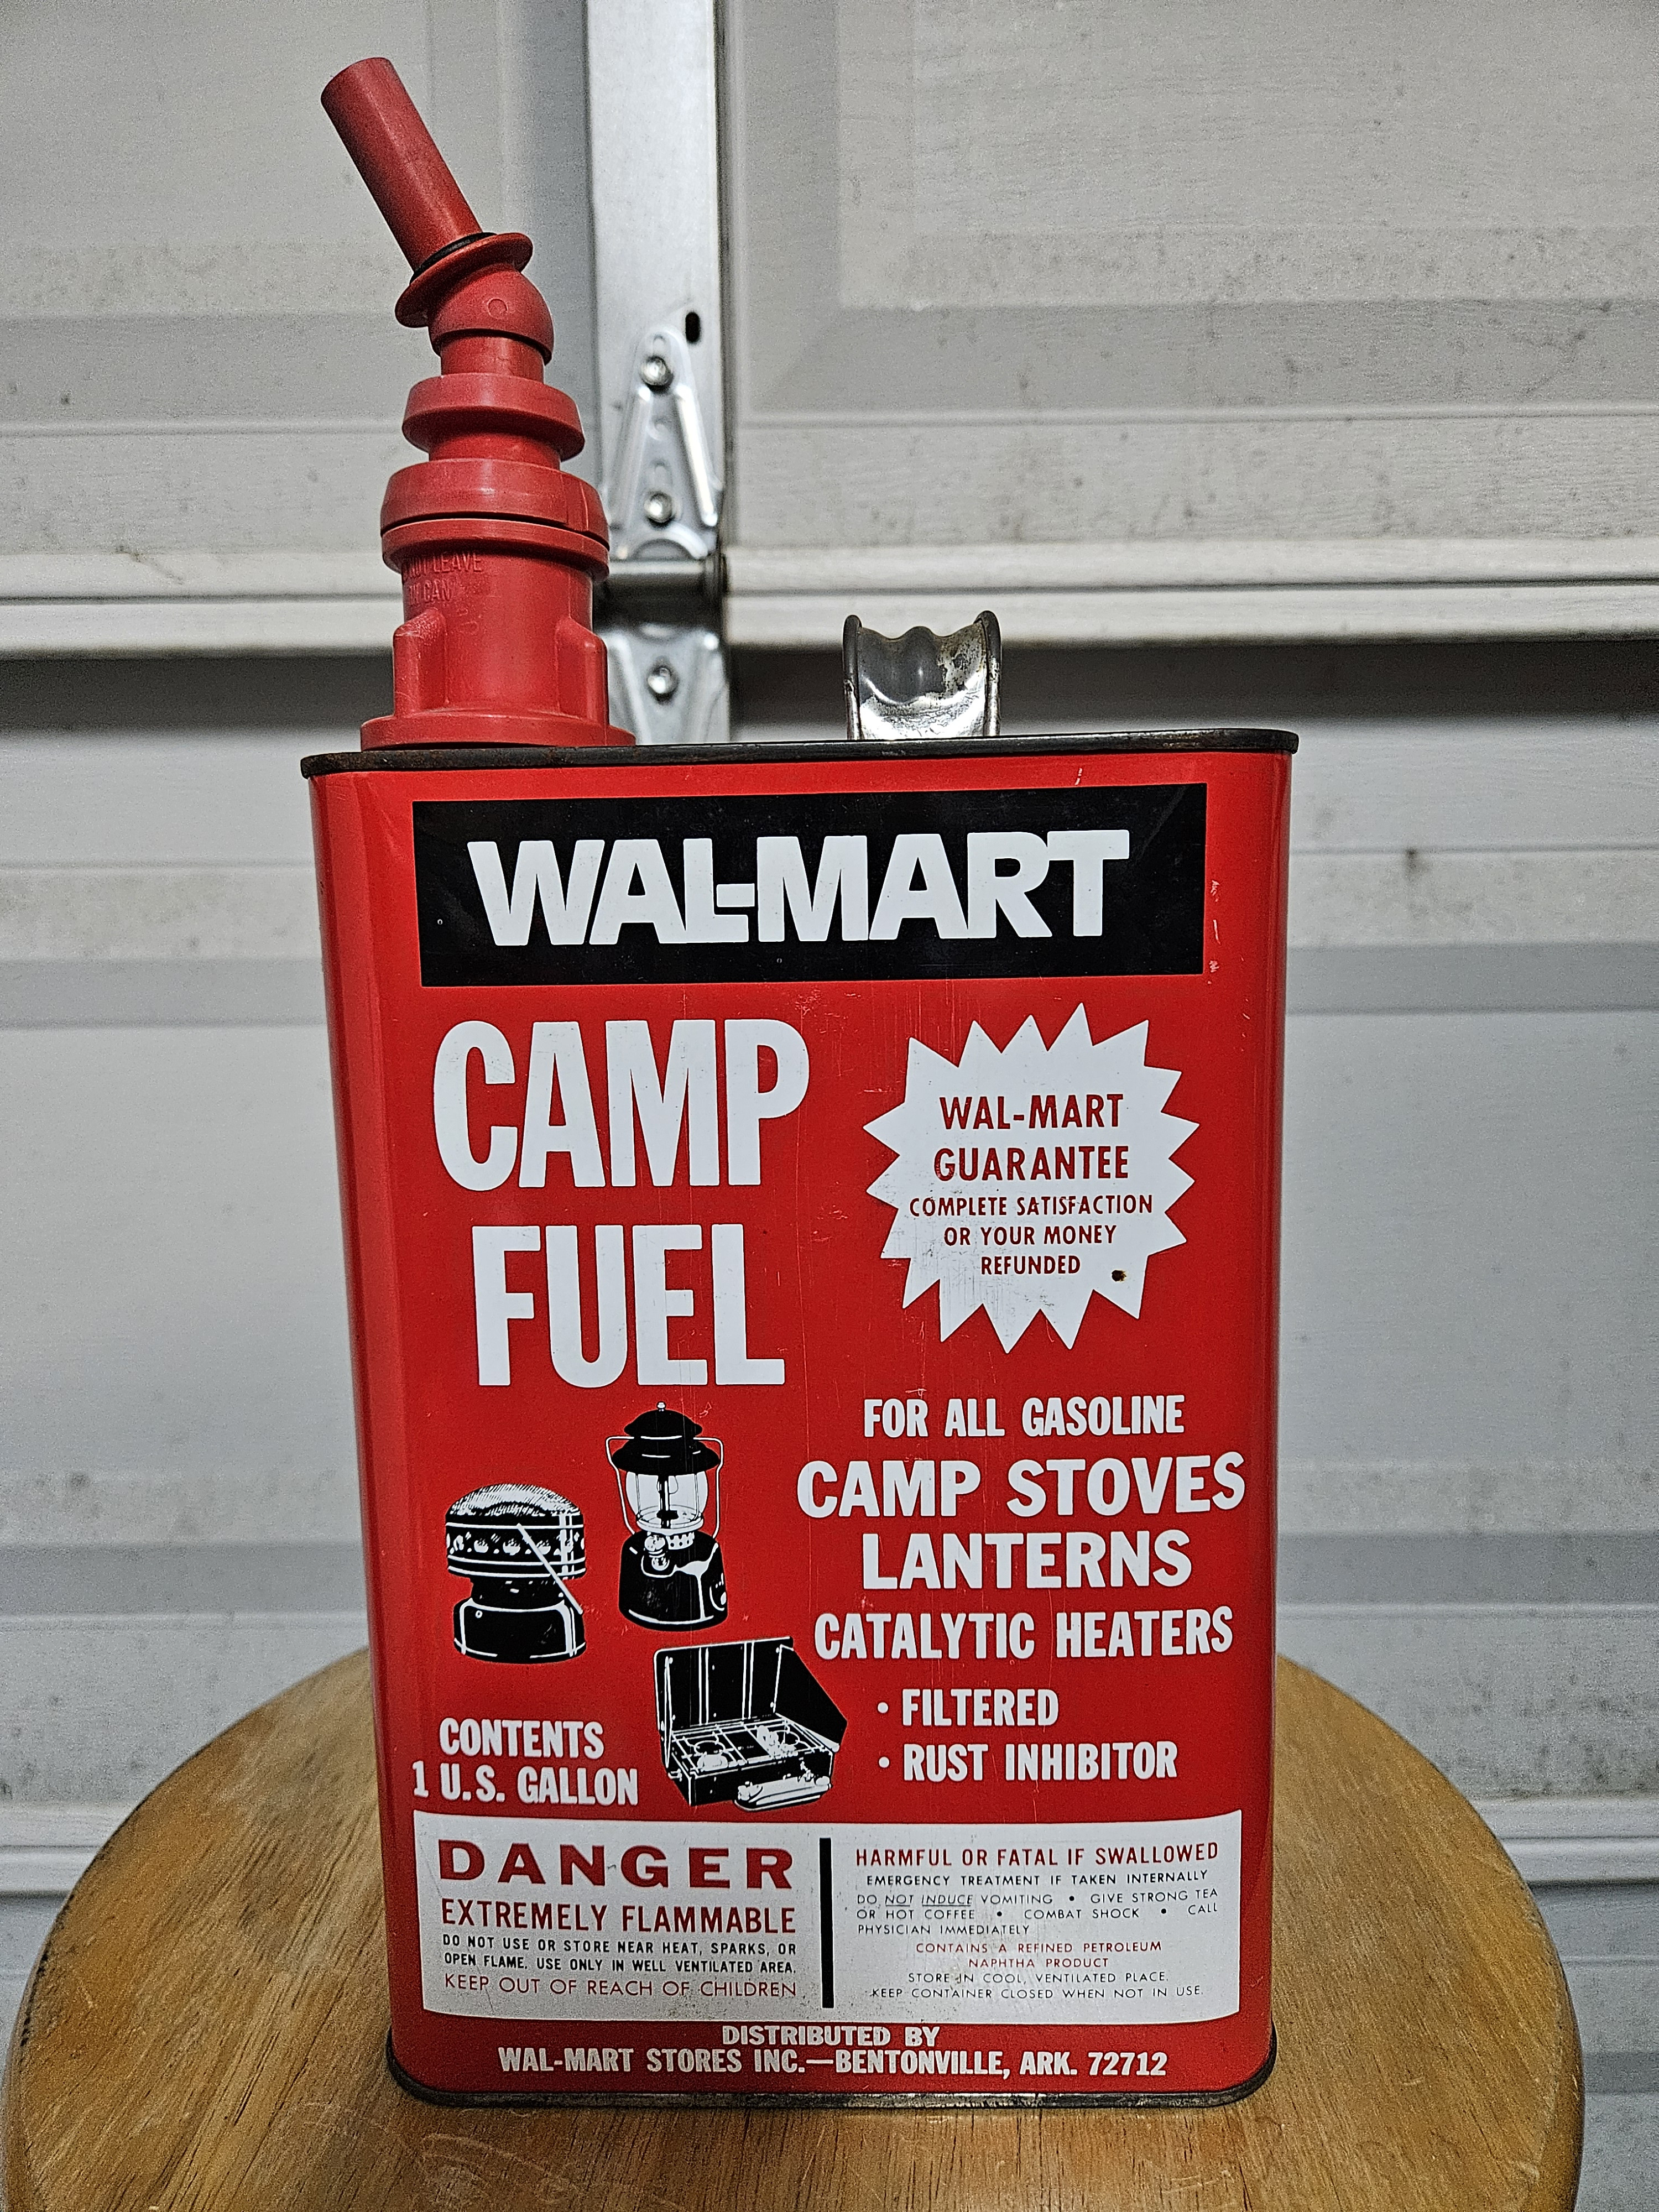 LEAVE
CAN
WAL-MART
CAMP
FUEL
WAL-MART
GUARANTEE
COMPLETE SATISFACTION
OR YOUR MONEY
REFUNDED
FOR ALL GASOLINE
CAMP STOVES
LANTERNS
CATALYTIC HEATERS
• FILTERED
• RUST INHIBITOR
CONTENTS
1 U.S. GALLON
DANGER
EXTREMELY FLAMMABLE
DO NOT USE OR STORE NEAR HEAT, SPARKS, OR
OPEN FLAME. USE ONLY IN WELL VENTILATED AREA.
KEEP OUT OF REACH OF CHILDREN
HARMFUL OR FATAL IF SWALLOWED
EMERGENCY TREATMENT IF TAKEN INTERNALLY
DO NOT INDUCE VOMITING • GIVE STRONG TEA
OR HOT COFFEE • COMBAT SHOCK • CALL
PHYSICIAN IMMEDIATELY
CONTAINS A REFINED PETROLEUM
NAPHTHA PRODUCT
STORE IN COOL, VENTILATED PLACE.
KEEP CONTAINER CLOSED WHEN NOT IN USE.
DISTRIBUTED BY
WAL-MART STORES INC.—BENTONVILLE, ARK. 72712